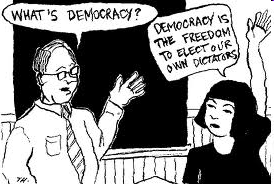 WHAT'S DEMOCRACY?
DEMOCRACY IS
THE FREEDOM
TO ELECT OUR
OWN DICTATORS